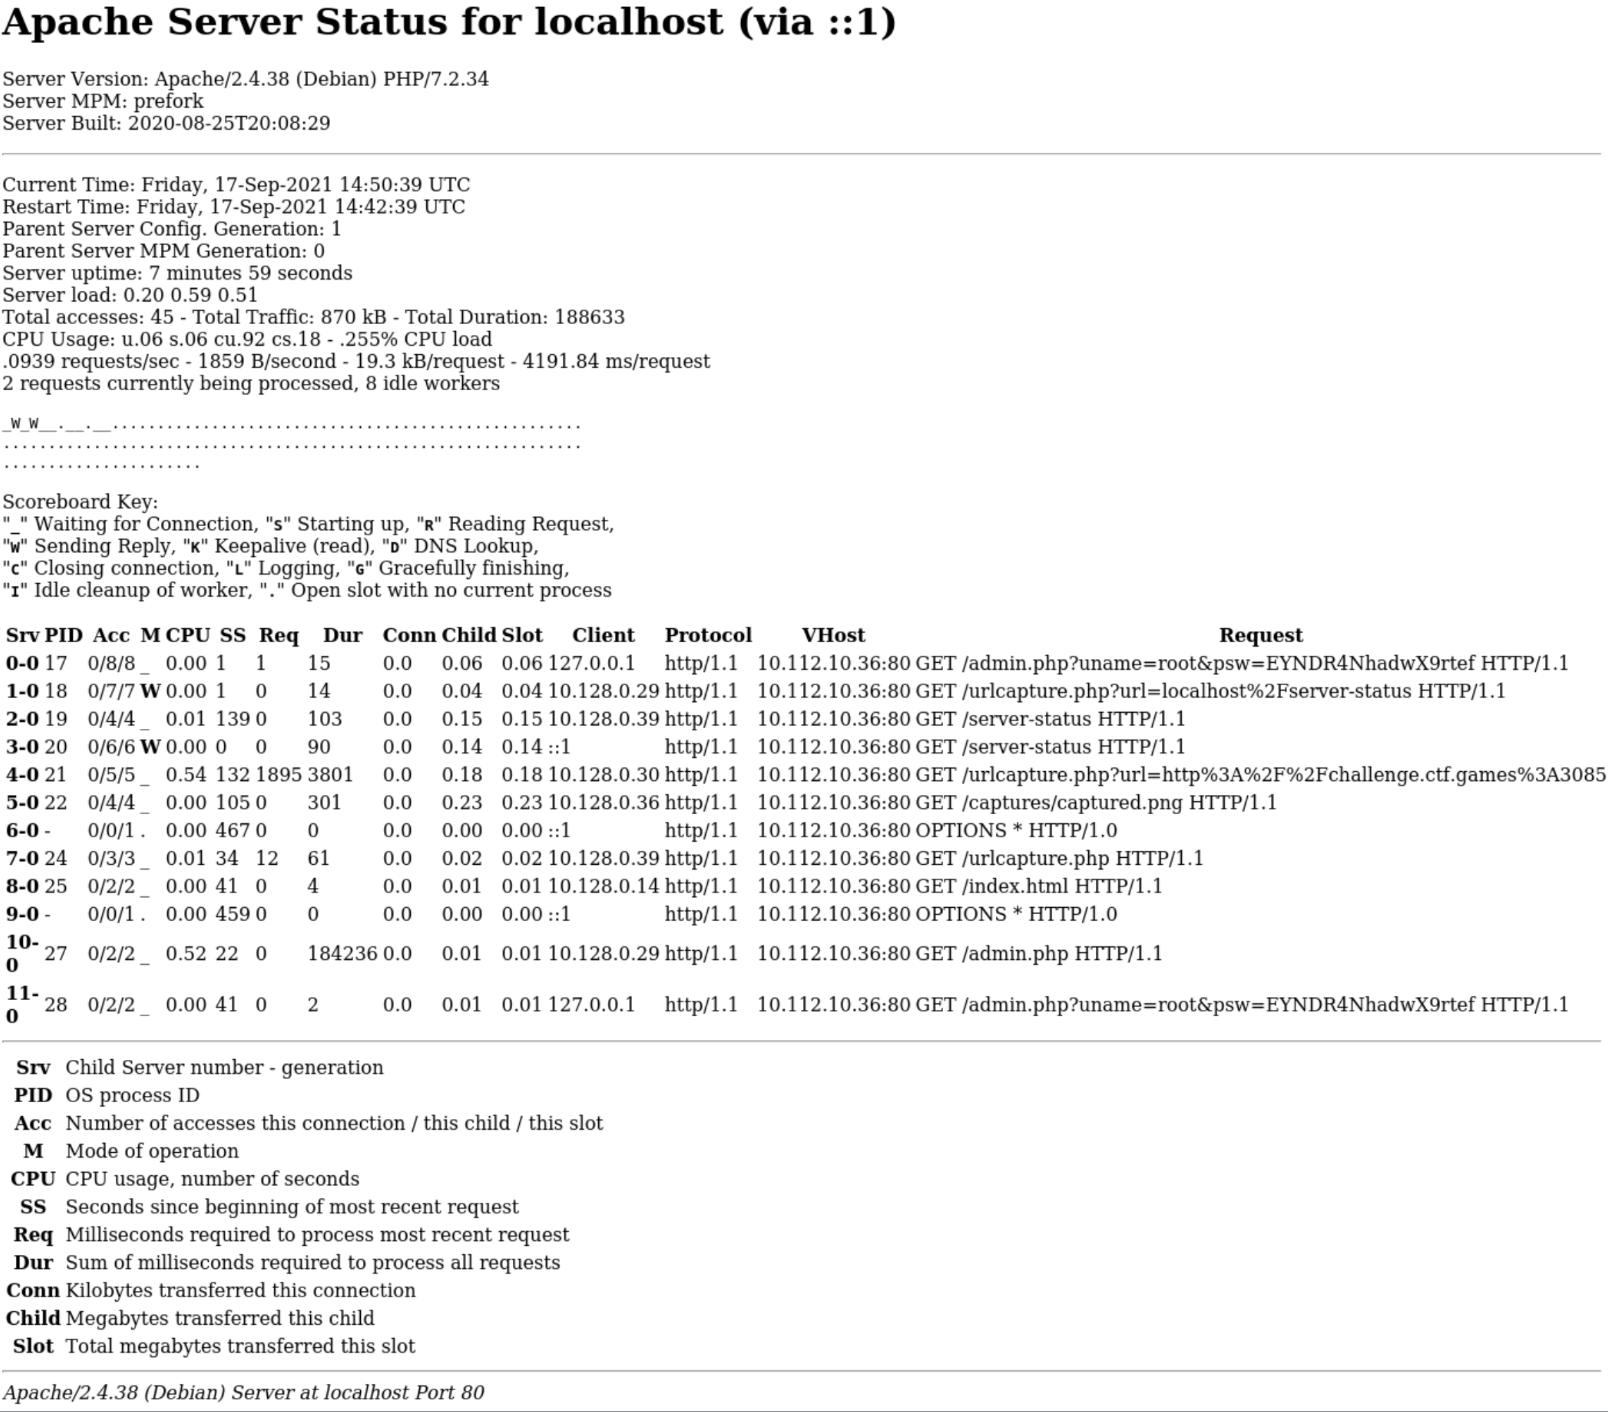 Apache Server Status for localhost (via ::1)
Server Version: Apache/2.4.38 (Debian) PHP/7.2.34
Server MPM: prefork
Server Built: 2020-08-25T20:08:29
Current Time: Friday, 17-Sep-2021 14:50:39 UTC
Restart Time: Friday, 17-Sep-2021 14:42:39 UTC
Parent Server Config. Generation: 1
Parent Server MPM Generation: 0
Server uptime: 7 minutes 59 seconds
Server load: 0.20 0.59 0.51
Total accesses: 45 - Total Traffic: 870 kB - Total Duration: 188633
CPU Usage: u.06 s.06 cu.92 cs.18 - .255% CPU load
.0939 requests/sec - 1859 B/second - 19.3 kB/request - 4191.84 ms/request
2 requests currently being processed, 8 idle workers
_W_W__.__.__....................................................
................................................................
......................
Scoreboard Key:
"_" Waiting for Connection, "S" Starting up, "R" Reading Request,
"W" Sending Reply, "K" Keepalive (read), "D" DNS Lookup,
"C" Closing connection, "L" Logging, "G" Gracefully finishing,
"I" Idle cleanup of worker, "." Open slot with no current process
Srv PID Acc M CPU SS Req Dur Conn Child Slot Client Protocol VHost Request
0-0 17 0/8/8 _ 0.00 1 1 15 0.0 0.06 0.06 127.0.0.1 http/1.1 10.112.10.36:80 GET /admin.php?uname=root&psw=EYNDR4NhadwX9rtef HTTP/1.1
1-0 18 0/7/7 W 0.00 1 0 14 0.0 0.04 0.04 10.128.0.29 http/1.1 10.112.10.36:80 GET /urlcapture.php?url=localhost%2Fserver-status HTTP/1.1
2-0 19 0/4/4 _ 0.01 139 0 103 0.0 0.15 0.15 10.128.0.39 http/1.1 10.112.10.36:80 GET /server-status HTTP/1.1
3-0 20 0/6/6 W 0.00 0 0 90 0.0 0.14 0.14 ::1 http/1.1 10.112.10.36:80 GET /server-status HTTP/1.1
4-0 21 0/5/5 _ 0.54 132 1895 3801 0.0 0.18 0.18 10.128.0.30 http/1.1 10.112.10.36:80 GET /urlcapture.php?url=http%3A%2F%2Fchallenge.ctf.games%3A3085
5-0 22 0/4/4 _ 0.00 105 0 301 0.0 0.23 0.23 10.128.0.36 http/1.1 10.112.10.36:80 GET /captures/captured.png HTTP/1.1
6-0 - 0/0/1 . 0.00 467 0 0 0.0 0.00 0.00 ::1 http/1.1 10.112.10.36:80 OPTIONS * HTTP/1.0
7-0 24 0/3/3 _ 0.01 34 12 61 0.0 0.02 0.02 10.128.0.39 http/1.1 10.112.10.36:80 GET /urlcapture.php HTTP/1.1
8-0 25 0/2/2 _ 0.00 41 0 4 0.0 0.01 0.01 10.128.0.14 http/1.1 10.112.10.36:80 GET /index.html HTTP/1.1
9-0 - 0/0/1 . 0.00 459 0 0 0.0 0.00 0.00 ::1 http/1.1 10.112.10.36:80 OPTIONS * HTTP/1.0
10-0 27 0/2/2 _ 0.52 22 0 184236 0.0 0.01 0.01 10.128.0.29 http/1.1 10.112.10.36:80 GET /admin.php HTTP/1.1
11-0 28 0/2/2 _ 0.00 41 0 2 0.0 0.01 0.01 127.0.0.1 http/1.1 10.112.10.36:80 GET /admin.php?uname=root&psw=EYNDR4NhadwX9rtef HTTP/1.1
Srv Child Server number - generation
PID OS process ID
Acc Number of accesses this connection / this child / this slot
M Mode of operation
CPU CPU usage, number of seconds
SS Seconds since beginning of most recent request
Req Milliseconds required to process most recent request
Dur Sum of milliseconds required to process all requests
Conn Kilobytes transferred this connection
Child Megabytes transferred this child
Slot Total megabytes transferred this slot
Apache/2.4.38 (Debian) Server at localhost Port 80